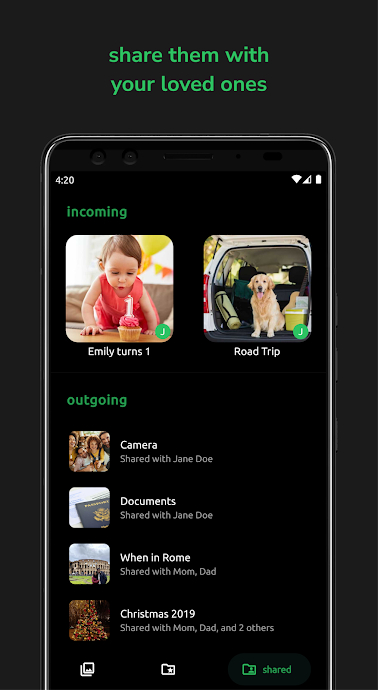 share them with
your loved ones
4:20
incoming
J
J
Emily turns 1
Road Trip
outgoing
Camera
Shared with Jane Doe
Documents
Shared with Jane Doe
When in Rome
Shared with Mom, Dad
Christmas 2019
Shared with Mom, Dad, and 2 others
shared